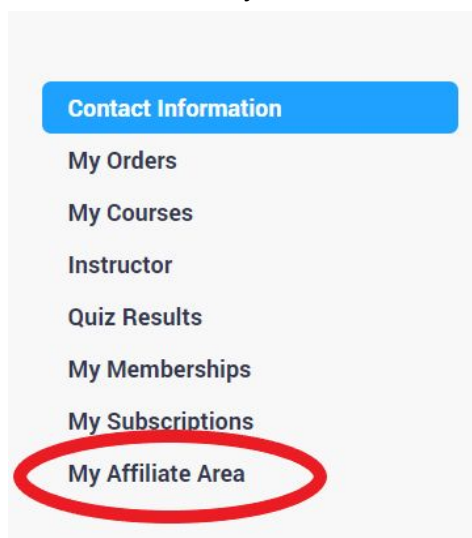 Contact Information
My Orders
My Courses
Instructor
Quiz Results
My Memberships
My Subscriptions
My Affiliate Area